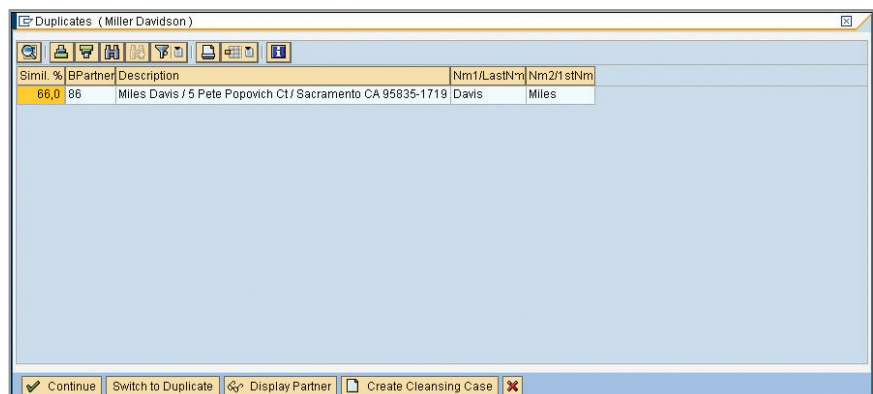 Duplicates ( Miller Davidson )
Simil. % BPartner Description Nm1/LastNm Nm2/1stNm
66,0 86 Miles Davis / 5 Pete Popovich Ct / Sacramento CA 95835-1719 Davis Miles
Continue Switch to Duplicate Display Partner Create Cleansing Case